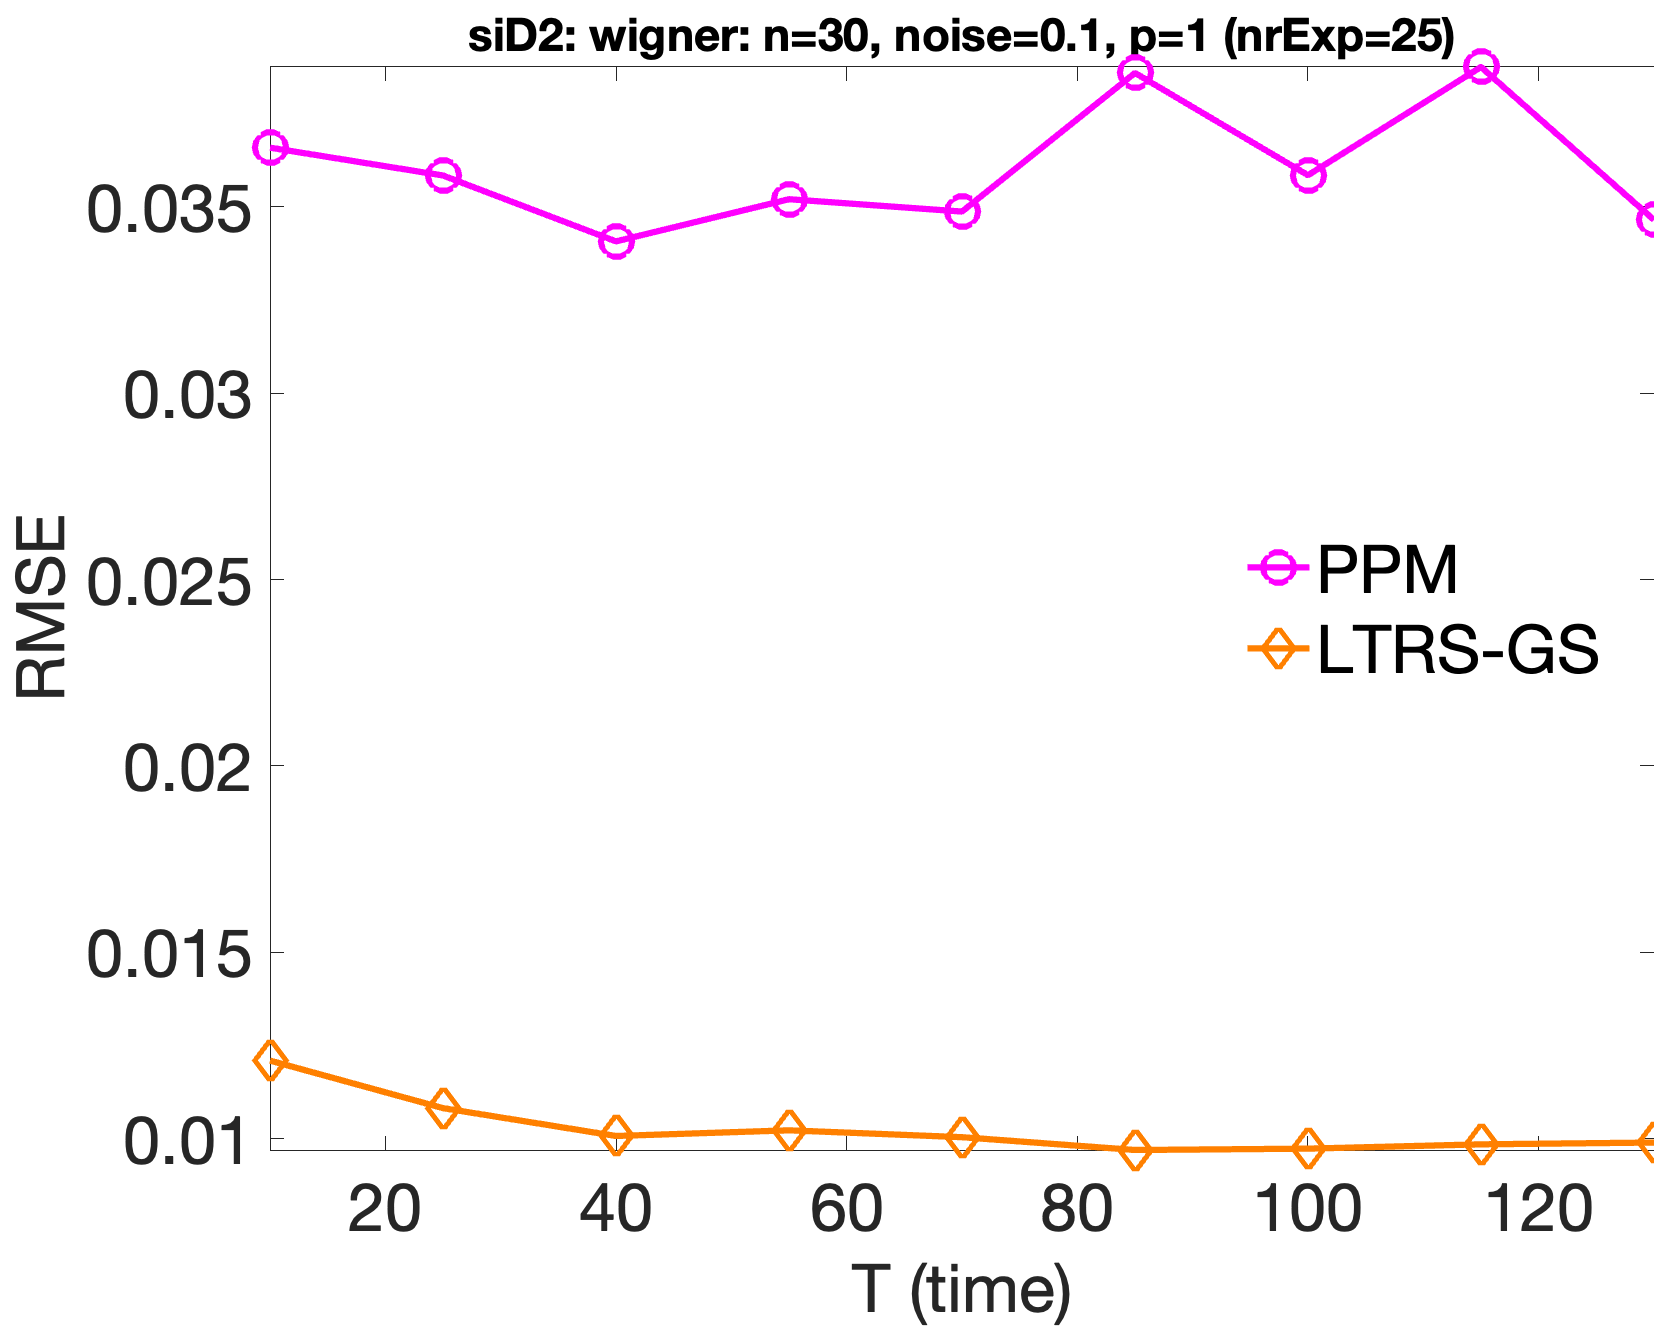 siD2: wigner: n=30, noise=0.1, p=1 (nrExp=25)
0.035
0.03
0.025
0.02
0.015
0.01
RMSE
PPM
LTRS-GS
20 40 60 80 100 120
T (time)